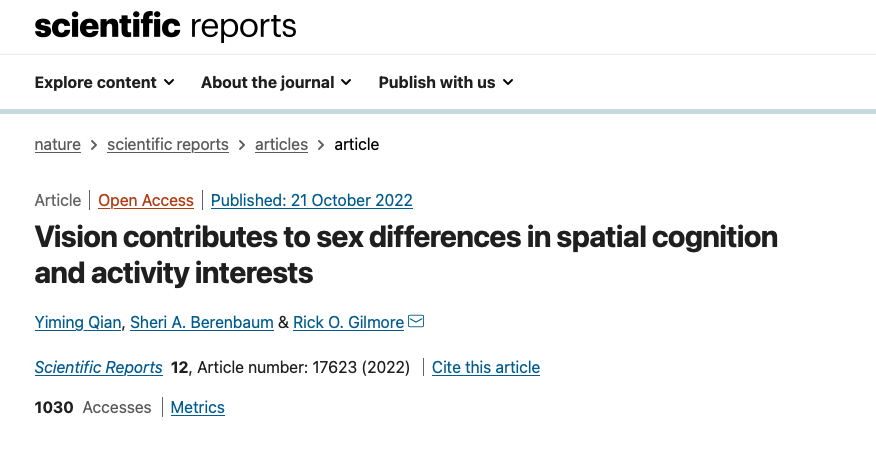 scientific reports
Explore content About the journal Publish with us
nature > scientific reports > articles > article
Article | Open Access | Published: 21 October 2022
Vision contributes to sex differences in spatial cognition
and activity interests
Yiming Qian, Sheri A. Berenbaum & Rick O. Gilmore
Scientific Reports 12, Article number: 17623 (2022) | Cite this article
1030 Accesses | Metrics